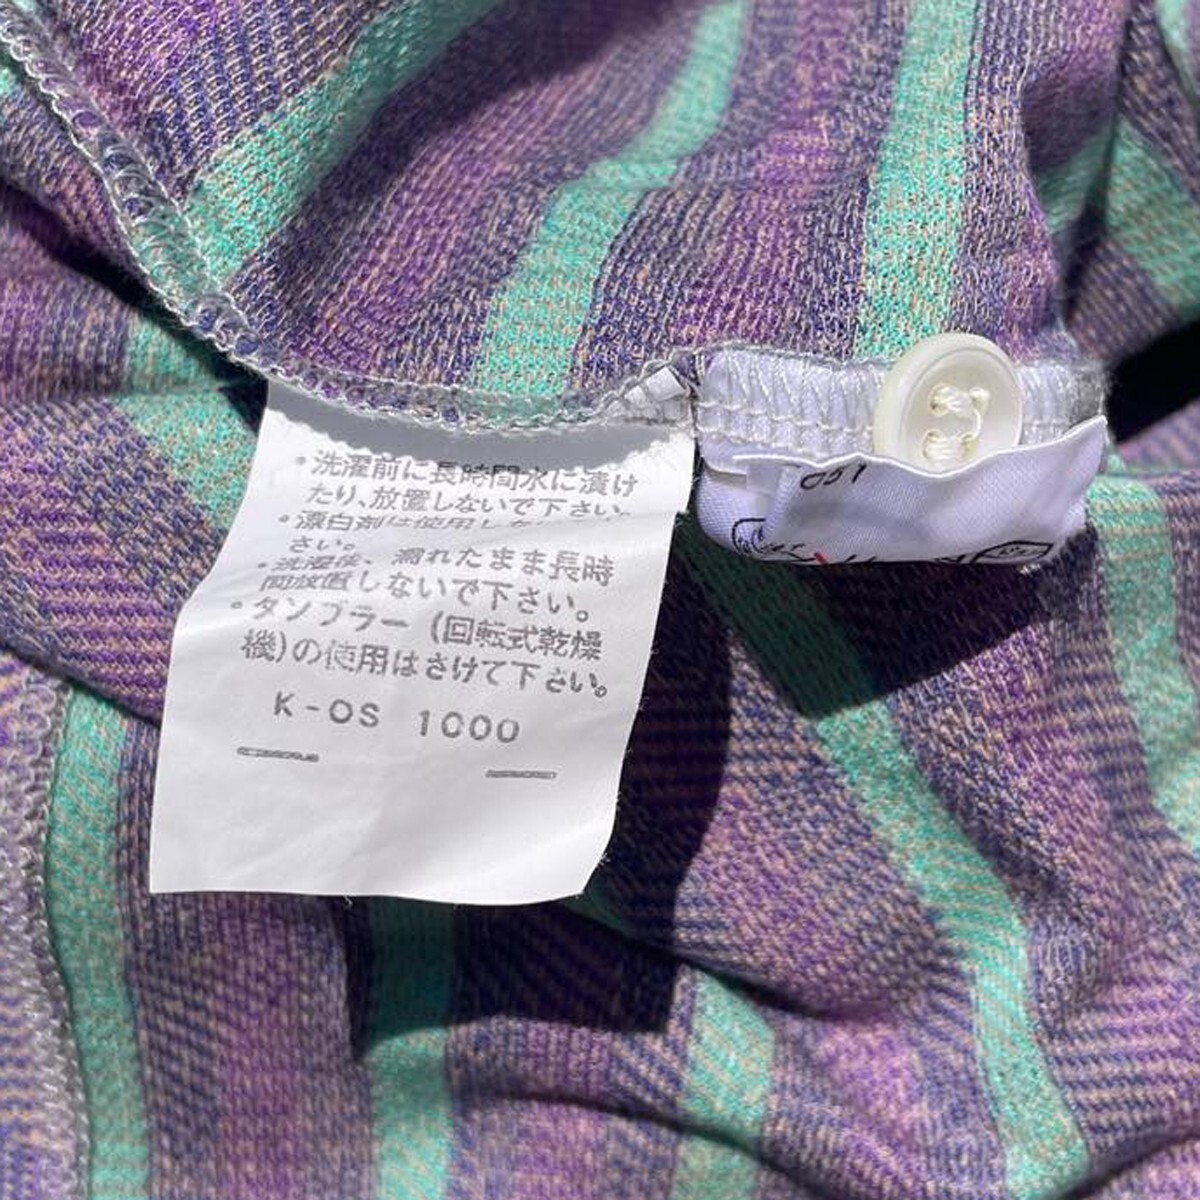 ・洗濯前に長時間水に漬け
たり、放置しないで下さい。
・漂白剤は使用しな
さい。
・洗濯後、濡れたまま長時
間放置しないで下さい。
・タンブラー(回転式乾燥
機)の使用はさけて下さい。
K-OS 1000
051